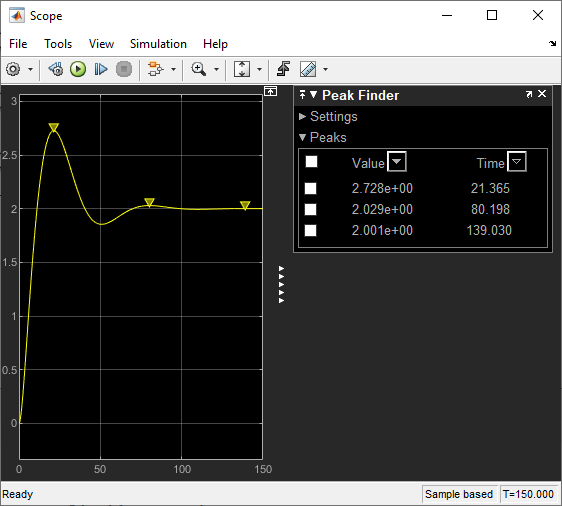 Scope
File Tools View Simulation Help
Peak Finder
Settings
Peaks
Value Time
2.728e+00 21.365
2.029e+00 80.198
2.001e+00 139.030
3
2.5
2
1.5
1
0.5
0
0 50 100 150
Ready Sample based T=150.000